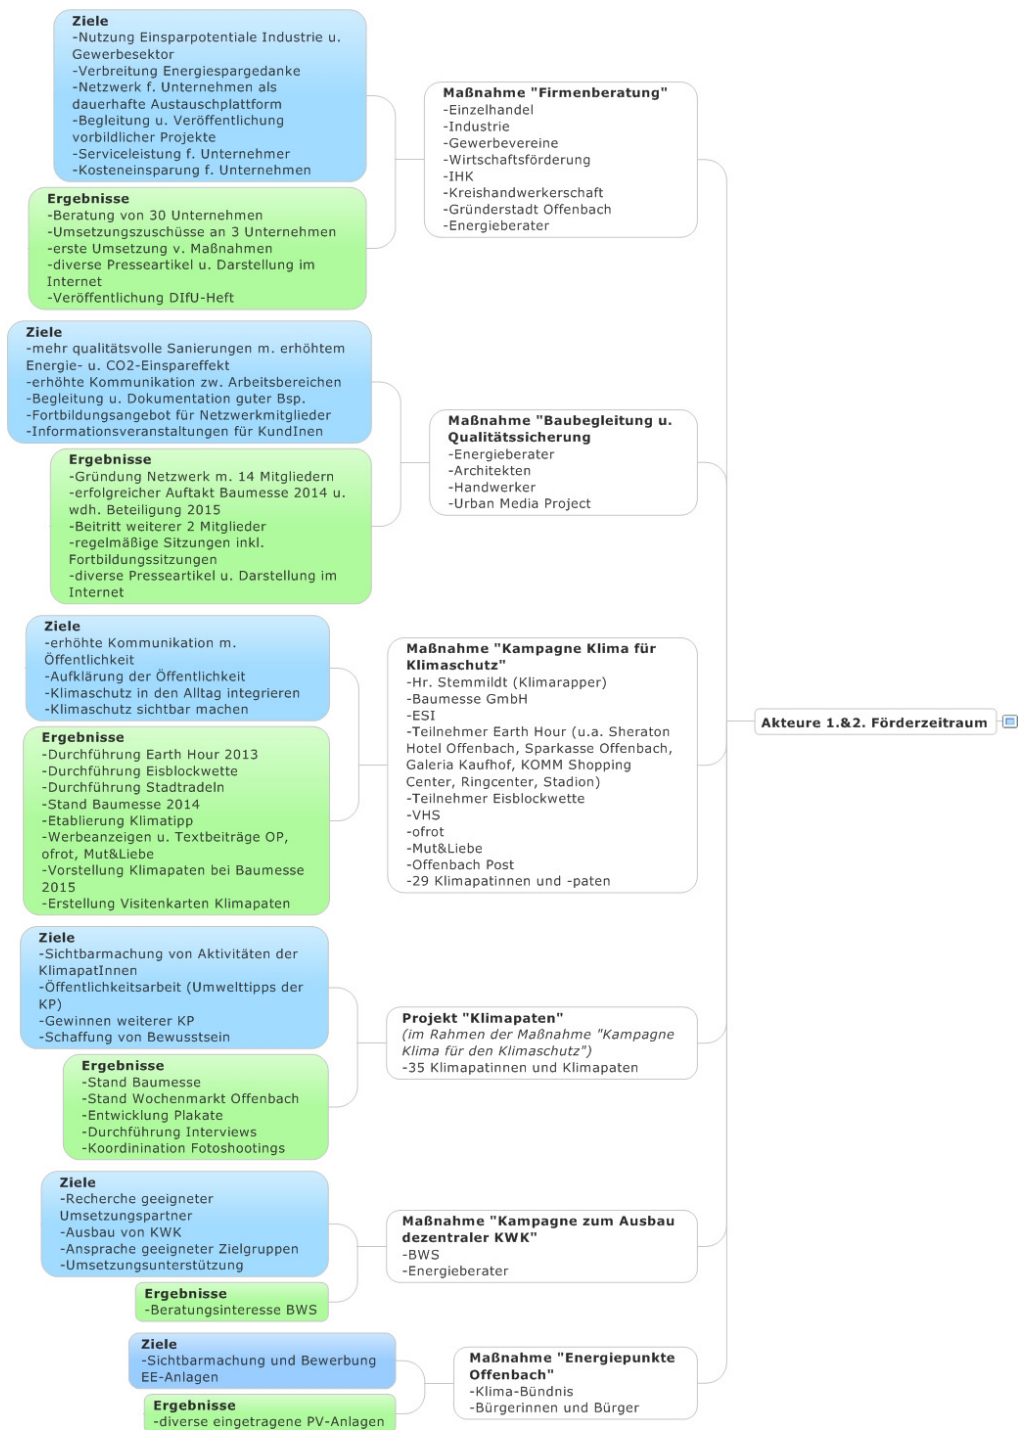 Ziele
-Nutzung Einsparpotentiale Industrie u.
Gewerbesektor
-Verbreitung Energiespargedanke
-Netzwerk f. Unternehmen als
dauerhafte Austauschplattform
-Begleitung u. Veröffentlichung
vorbildlicher Projekte
-Serviceleistung f. Unternehmer
-Kosteneinsparung f. Unternehmen
Ergebnisse
-Beratung von 30 Unternehmen
-Umsetzungszuschüsse an 3 Unternehmen
-erste Umsetzung v. Maßnahmen
-diverse Presseartikel u. Darstellung im
Internet
-Veröffentlichung DIfU-Heft
Maßnahme "Firmenberatung"
-Einzelhandel
-Industrie
-Gewerbevereine
-Wirtschaftsförderung
-IHK
-Kreishandwerkerschaft
-Gründerstadt Offenbach
-Energieberater
Ziele
-mehr qualitätsvolle Sanierungen m. erhöhtem
Energie- u. CO2-Einspareffekt
-erhöhte Kommunikation zw. Arbeitsbereichen
-Begleitung u. Dokumentation guter Bsp.
-Fortbildungsangebot für Netzwerkmitglieder
-Informationsveranstaltungen für KundInen
Ergebnisse
-Gründung Netzwerk m. 14 Mitgliedern
-erfolgreicher Auftakt Baumesse 2014 u.
wdh. Beteiligung 2015
-Beitritt weiterer 2 Mitglieder
-regelmäßige Sitzungen inkl.
Fortbildungssitzungen
-diverse Presseartikel u. Darstellung im
Internet
Maßnahme "Baubegleitung u.
Qualitätssicherung
-Energieberater
-Architekten
-Handwerker
-Urban Media Project
Ziele
-erhöhte Kommunikation m.
Öffentlichkeit
-Aufklärung der Öffentlichkeit
-Klimaschutz in den Alltag integrieren
-Klimaschutz sichtbar machen
Ergebnisse
-Durchführung Earth Hour 2013
-Durchführung Eisblockwette
-Durchführung Stadtradeln
-Stand Baumesse 2014
-Etablierung Klimatipp
-Werbeanzeigen u. Textbeiträge OP,
ofrot, Mut&Liebe
-Vorstellung Klimapaten bei Baumesse
2015
-Erstellung Visitenkarten Klimapaten
Maßnahme "Kampagne Klima für
Klimaschutz"
-Hr. Stemmildt (Klimarapper)
-Baumesse GmbH
-ESI
-Teilnehmer Earth Hour (u.a. Sheraton
Hotel Offenbach, Sparkasse Offenbach,
Galeria Kaufhof, KOMM Shopping
Center, Ringcenter, Stadion)
-Teilnehmer Eisblockwette
-VHS
-ofrot
-Mut&Liebe
-Offenbach Post
-29 Klimapatinnen und -paten
Akteure 1.&2. Förderzeitraum
Ziele
-Sichtbarmachung von Aktivitäten der
KlimapatInnen
-Öffentlichkeitsarbeit (Umwelttipps der
KP)
-Gewinnen weiterer KP
-Schaffung von Bewusstsein
Ergebnisse
-Stand Baumesse
-Stand Wochenmarkt Offenbach
-Entwicklung Plakate
-Durchführung Interviews
-Koordinination Fotoshootings
Projekt "Klimapaten"
(im Rahmen der Maßnahme "Kampagne
Klima für den Klimaschutz")
-35 Klimapatinnen und Klimapaten
Ziele
-Recherche geeigneter
Umsetzungspartner
-Ausbau von KWK
-Ansprache geeigneter Zielgruppen
-Umsetzungsunterstützung
Ergebnisse
-Beratungsinteresse BWS
Maßnahme "Kampagne zum Ausbau
dezentraler KWK"
-BWS
-Energieberater
Ziele
-Sichtbarmachung und Bewerbung
EE-Anlagen
Ergebnisse
-diverse eingetragene PV-Anlagen
Maßnahme "Energiepunkte
Offenbach"
-Klima-Bündnis
-Bürgerinnen und Bürger